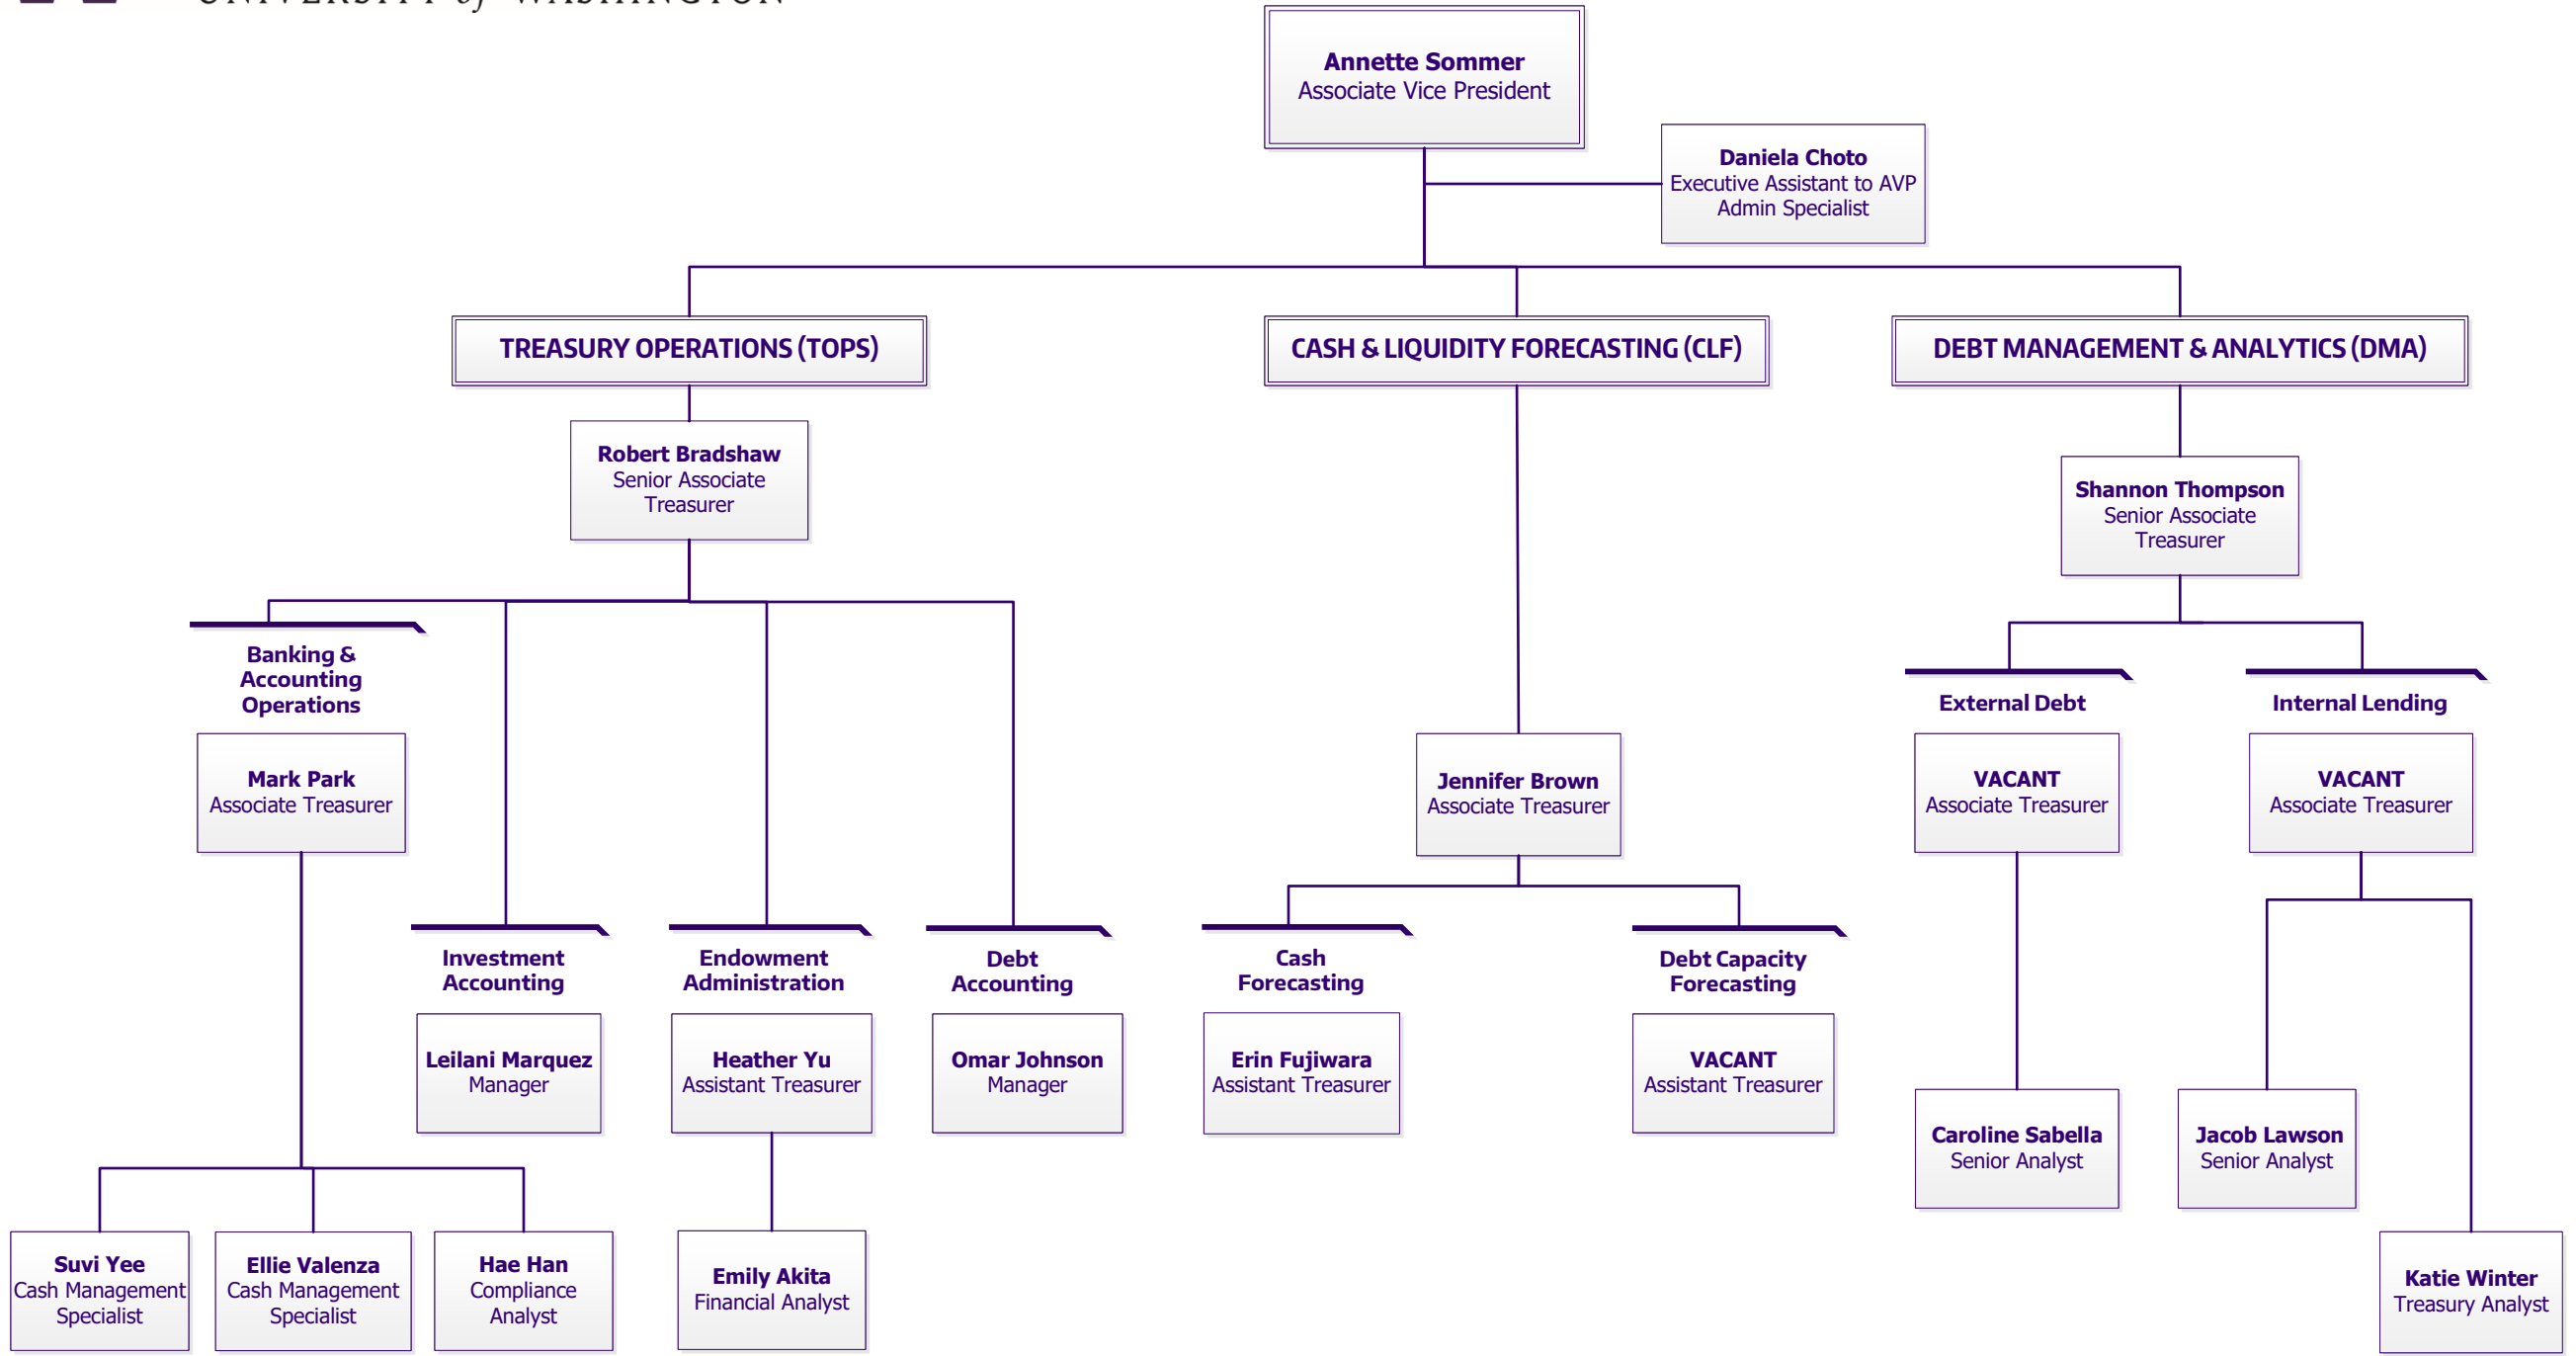 UNIVERSITY of WASHINGTON
Annette Sommer
Associate Vice President
Daniela Choto
Executive Assistant to AVP
Admin Specialist
TREASURY OPERATIONS (TOPS)
CASH & LIQUIDITY FORECASTING (CLF)
DEBT MANAGEMENT & ANALYTICS (DMA)
Robert Bradshaw
Senior Associate
Treasurer
Shannon Thompson
Senior Associate
Treasurer
Banking &
Accounting
Operations
External Debt
Internal Lending
Mark Park
Associate Treasurer
Jennifer Brown
Associate Treasurer
VACANT
Associate Treasurer
VACANT
Associate Treasurer
Investment
Accounting
Endowment
Administration
Debt
Accounting
Cash
Forecasting
Debt Capacity
Forecasting
Leilani Marquez
Manager
Heather Yu
Assistant Treasurer
Omar Johnson
Manager
Erin Fujiwara
Assistant Treasurer
VACANT
Assistant Treasurer
Caroline Sabella
Senior Analyst
Jacob Lawson
Senior Analyst
Suvi Yee
Cash Management
Specialist
Ellie Valenza
Cash Management
Specialist
Hae Han
Compliance
Analyst
Emily Akita
Financial Analyst
Katie Winter
Treasury Analyst